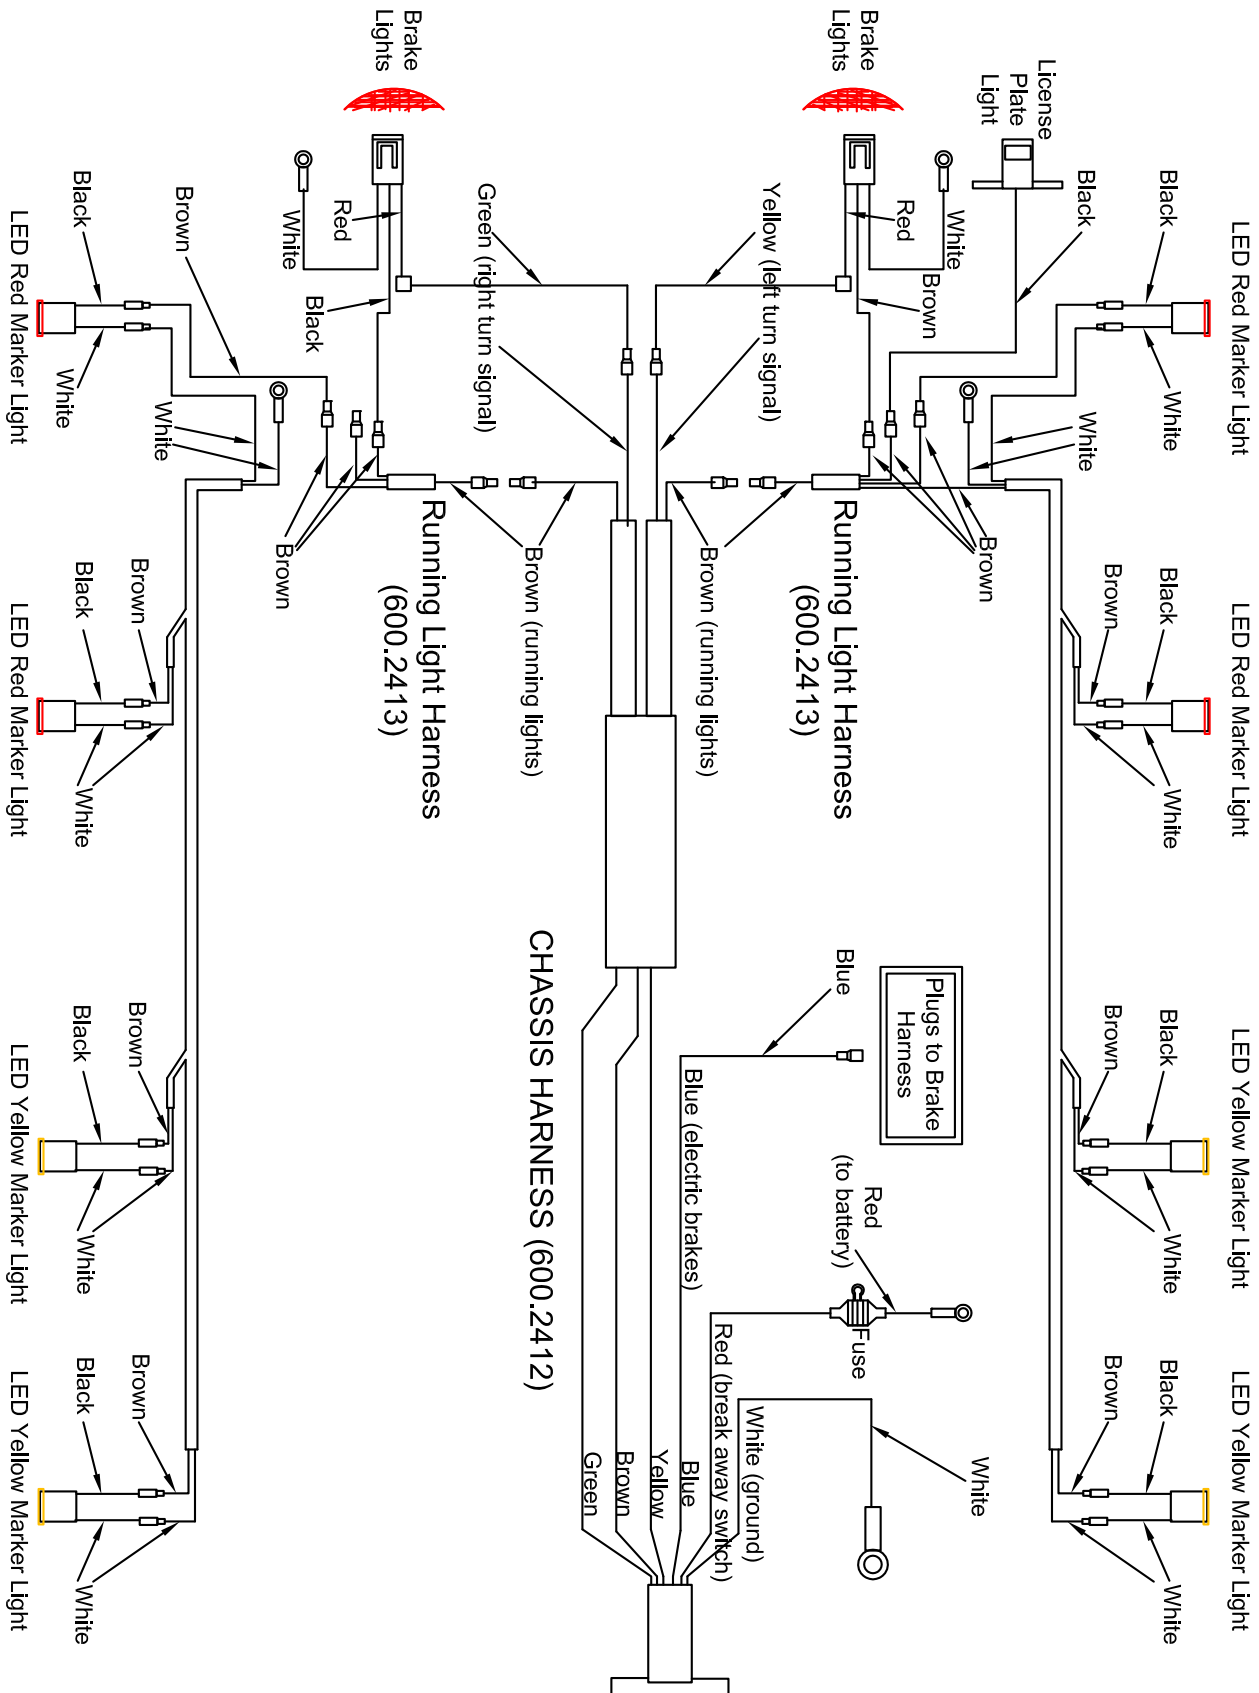 LED Red Marker Light
LED Red Marker Light
LED Yellow Marker Light
LED Yellow Marker Light
Black
White
Black
White
Black
White
Black
White
Brown
Brown
Brown
License
Plate
Light
Black
White
White
Brown
Brown
Brake
Lights
Red
Yellow (left turn signal)
Brown (running lights)
Running Light Harness
(600.2413)
Plugs to Brake
Harness
Blue
Blue (electric brakes)
Red
(to battery)
Fuse
Red (break away switch)
White (ground)
White
Blue
Yellow
Brown
Green
CHASSIS HARNESS (600.2412)
Green (right turn signal)
Brown (running lights)
Running Light Harness
(600.2413)
Brake
Lights
Red
White
Black
Brown
Brown
White
Black
White
Brown
Black
White
Brown
Black
White
Brown
Black
White
LED Red Marker Light
LED Red Marker Light
LED Yellow Marker Light
LED Yellow Marker Light